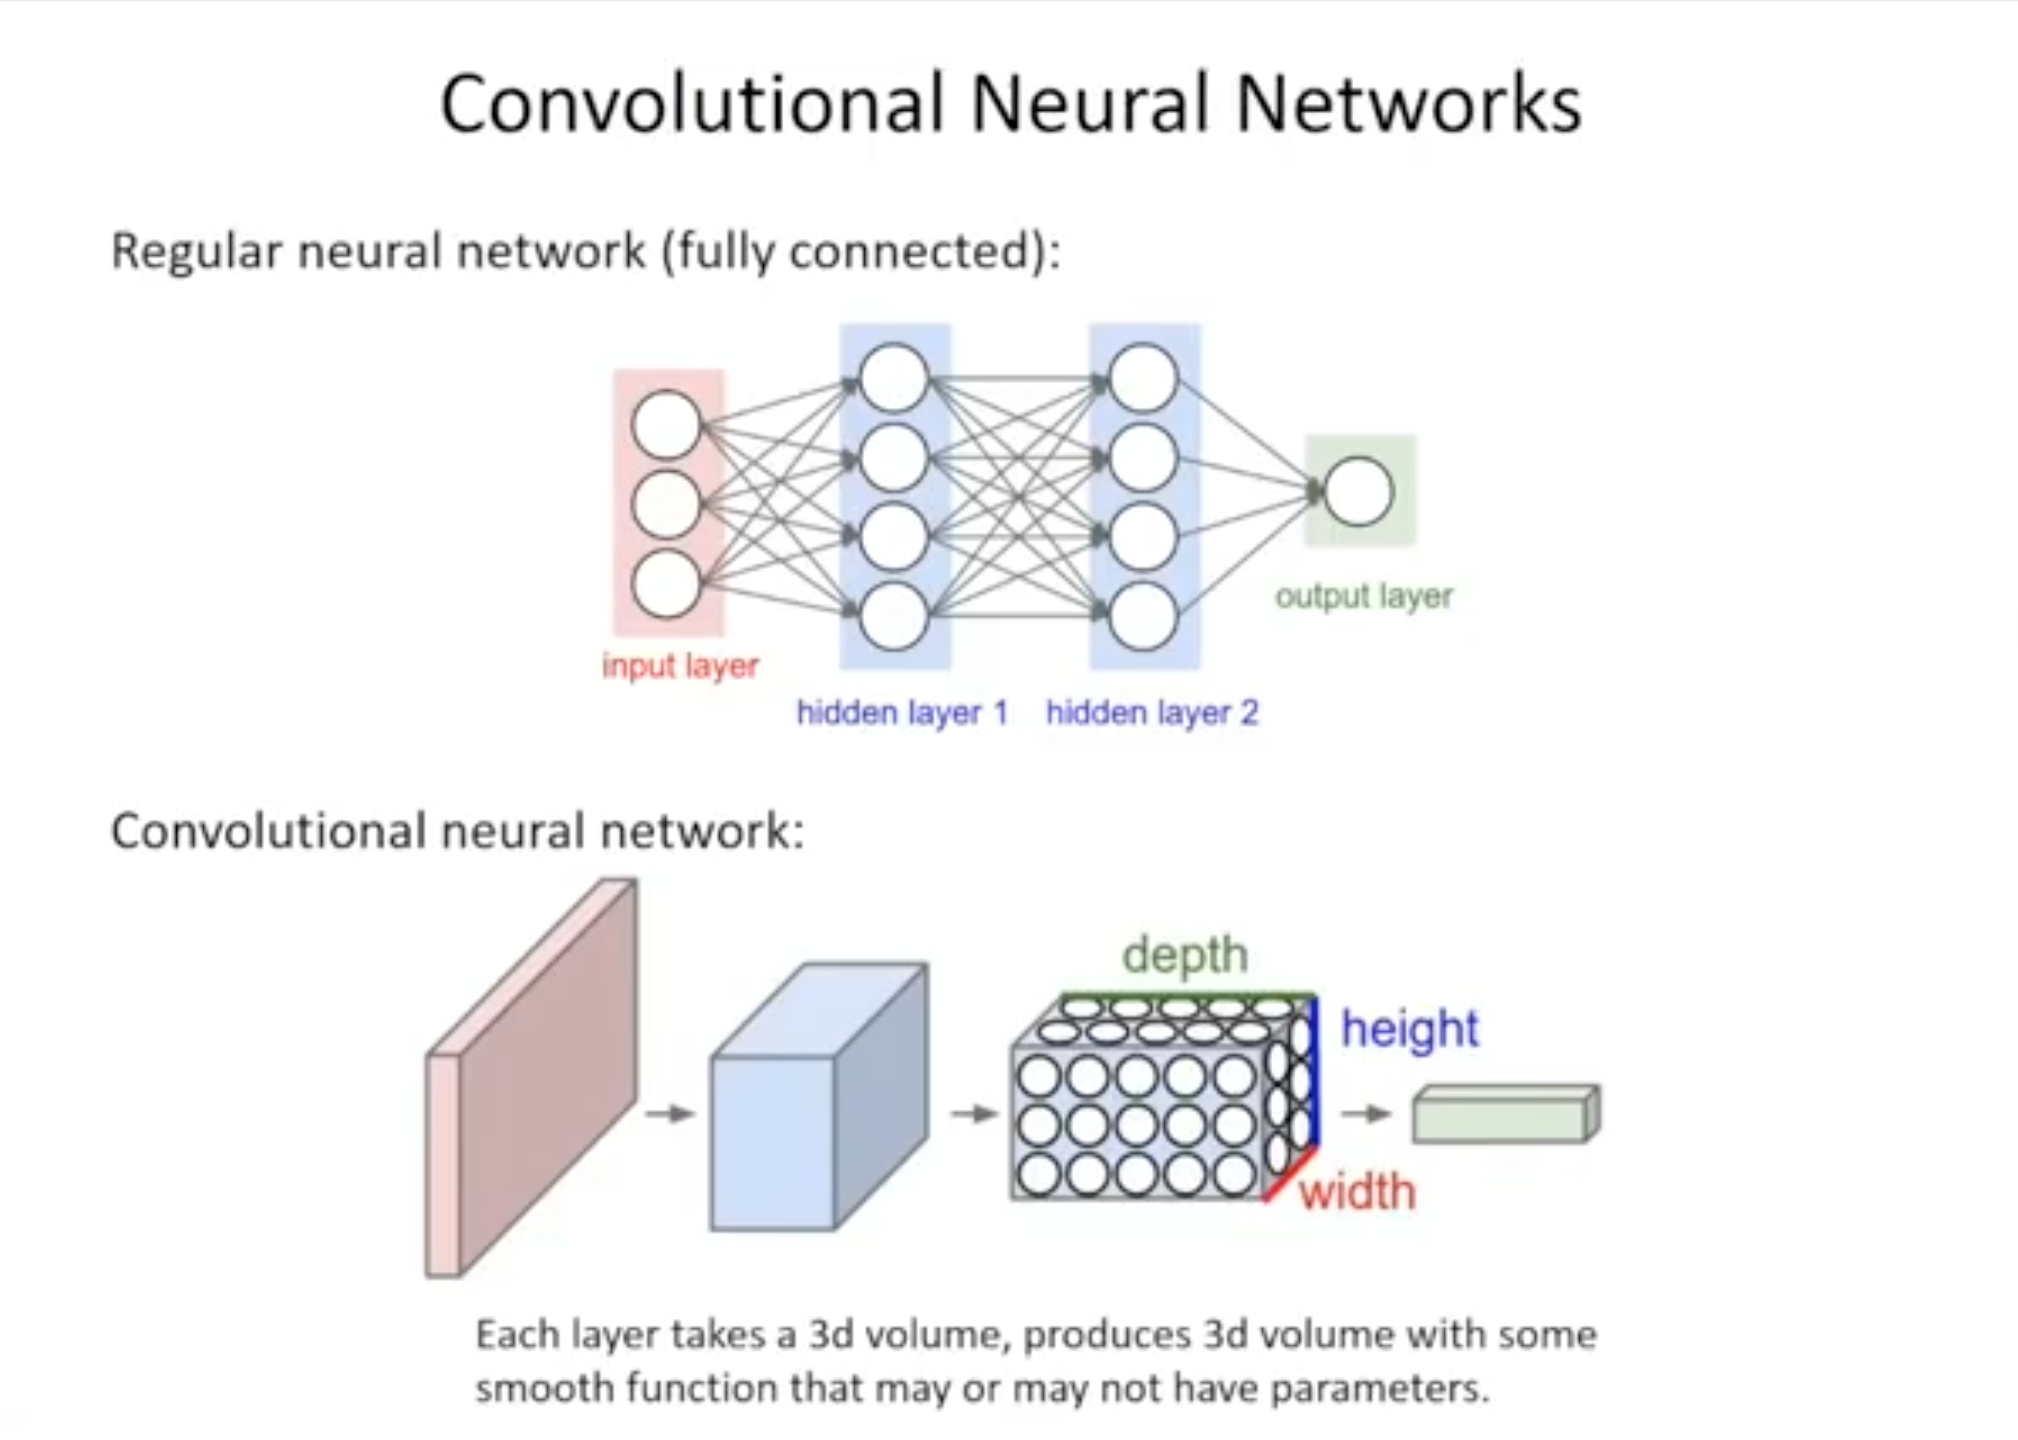 Convolutional Neural Networks
Regular neural network (fully connected):
input layer
hidden layer 1
hidden layer 2
output layer
Convolutional neural network:
depth
height
width
Each layer takes a 3d volume, produces 3d volume with some
smooth function that may or may not have parameters.